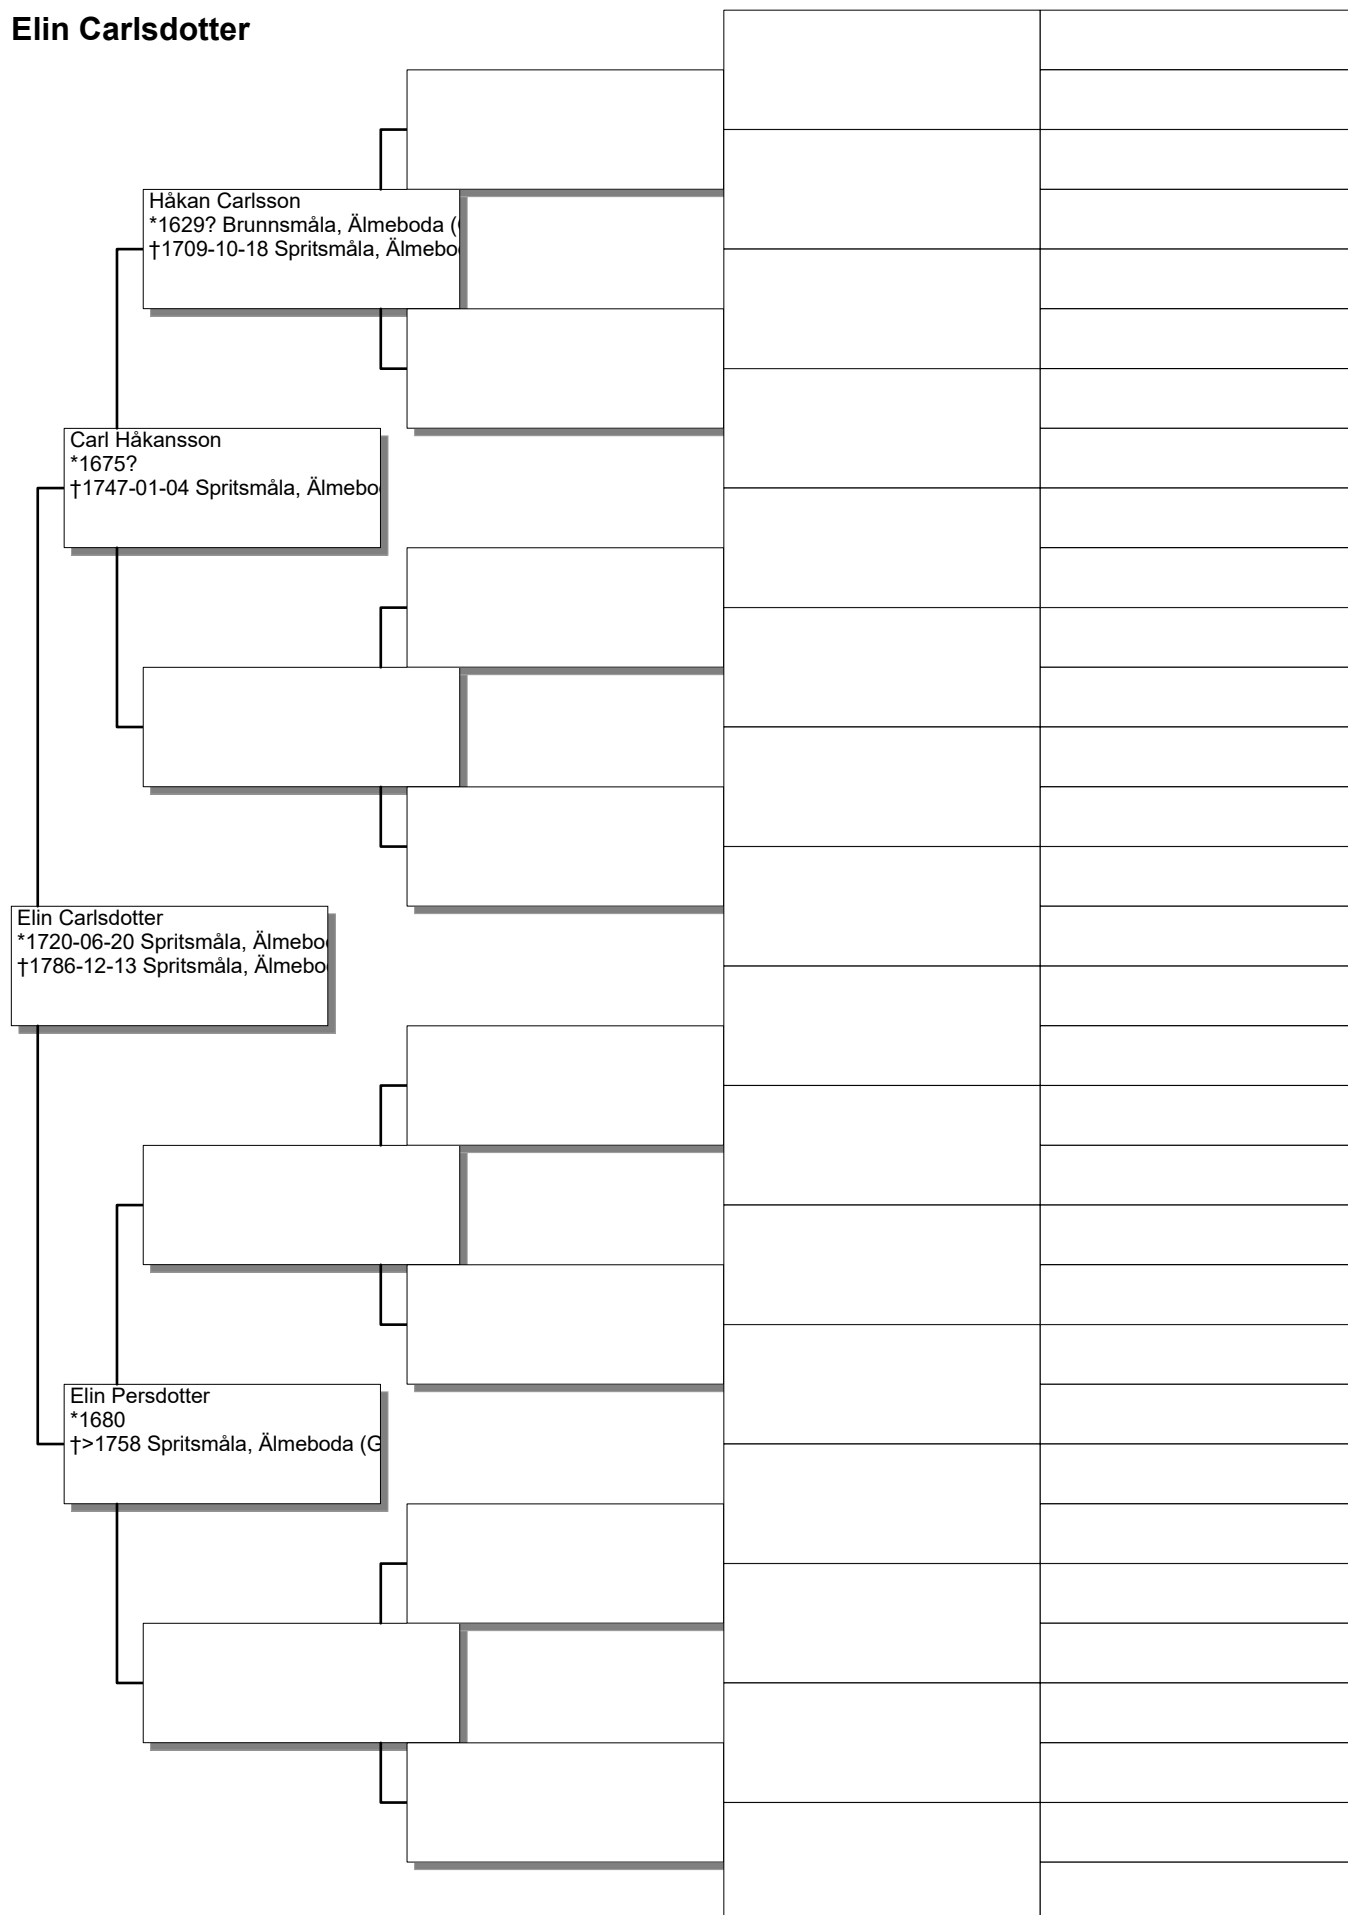 Elin Carlsdotter
Håkan Carlsson
*1629? Brunnsmåla, Älmeboda (
†1709-10-18 Spritsmåla, Älmebo
Carl Håkansson
*1675?
†1747-01-04 Spritsmåla, Älmebo
Elin Carlsdotter
*1720-06-20 Spritsmåla, Älmebo
†1786-12-13 Spritsmåla, Älmebo
Elin Persdotter
*1680
†>1758 Spritsmåla, Älmeboda (G